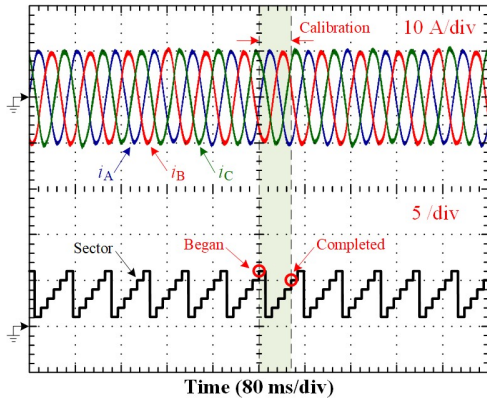 Calibration 10 A/div
iA iB iC
5 /div
Sector Began Completed
Time (80 ms/div)